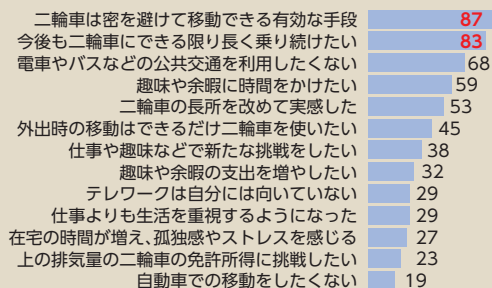 二輪車は密を避けて移動できる有効な手段 87
今後も二輪車にできる限り長く乗り続けたい 83
電車やバスなどの公共交通を利用したくない 68
趣味や余暇に時間をかけたい 59
二輪車の長所を改めて実感した 53
外出時の移動はできるだけ二輪車を使いたい 45
仕事や趣味などで新たな挑戦をしたい 38
趣味や余暇の支出を増やしたい 32
テレワークは自分には向いていない 29
仕事よりも生活を重視するようになった 29
在宅の時間が増え、孤独感やストレスを感じる 27
上の排気量の二輪車の免許所得に挑戦したい 23
自動車での移動をしたくない 19